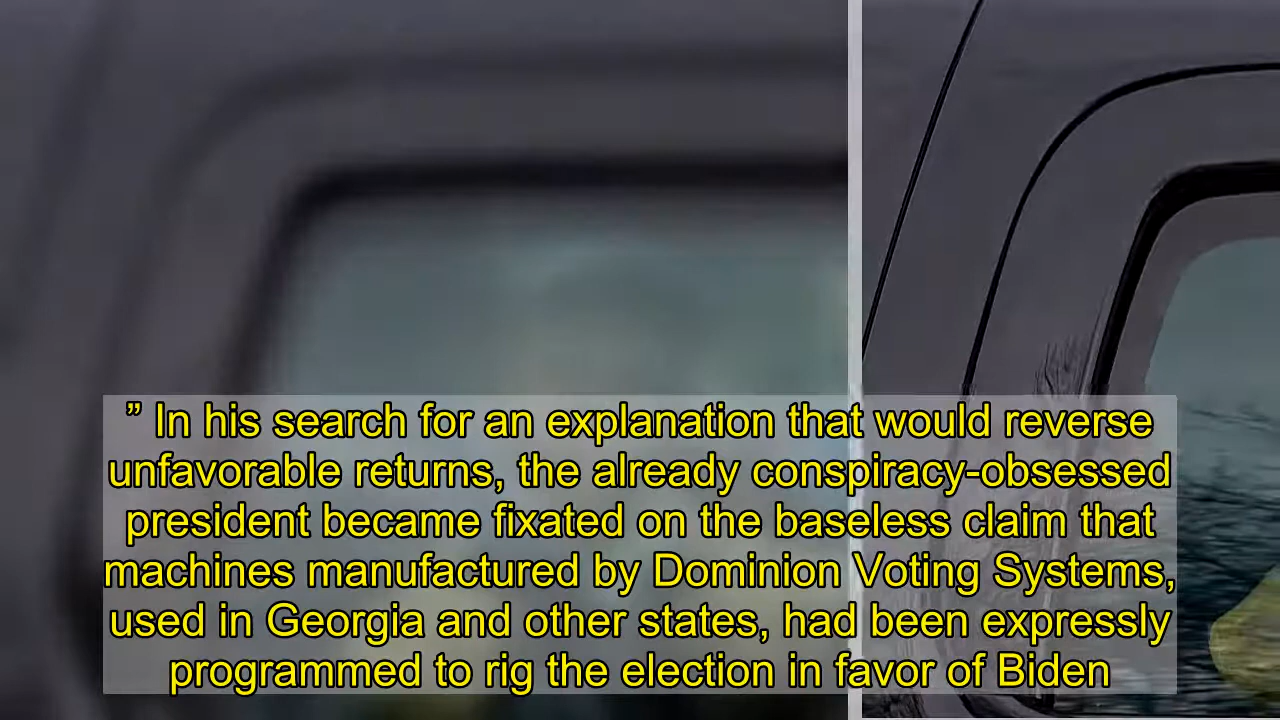 ” In his search for an explanation that would reverse
unfavorable returns, the already conspiracy-obsessed
president became fixated on the baseless claim that
machines manufactured by Dominion Voting Systems,
used in Georgia and other states, had been expressly
programmed to rig the election in favor of Biden